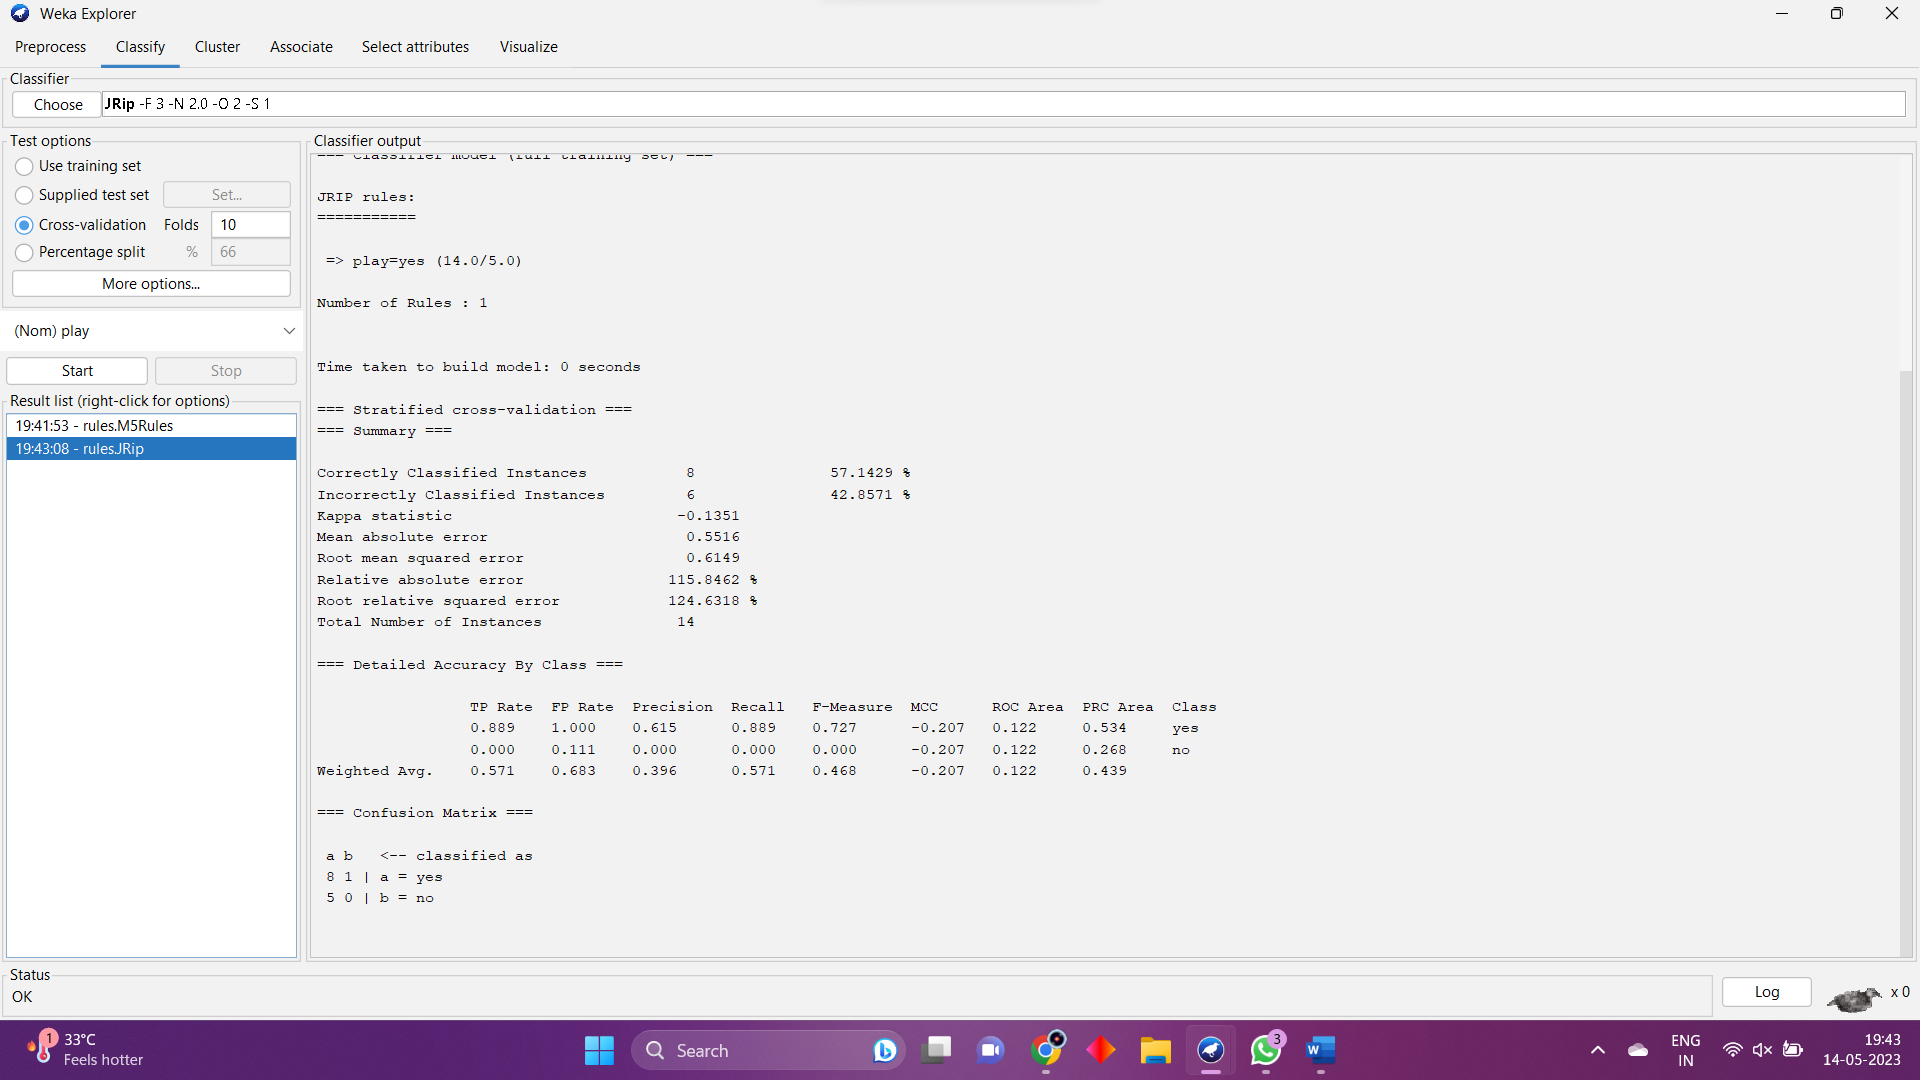 Weka Explorer
Preprocess Classify Cluster Associate Select attributes Visualize
Classifier
Choose JRip -F 3 -N 2.0 -O 2 -S 1
Test options
Use training set
Supplied test set Set...
Cross-validation Folds 10
Percentage split % 66
More options...
(Nom) play
Start Stop
Result list (right-click for options)
19:41:53 - rules.M5Rules
19:43:08 - rules.JRip
Classifier output
=== Classifier model (full training set) ===
JRIP rules:
===========
=> play=yes (14.0/5.0)
Number of Rules : 1
Time taken to build model: 0 seconds
=== Stratified cross-validation ===
=== Summary ===
Correctly Classified Instances 8 57.1429 %
Incorrectly Classified Instances 6 42.8571 %
Kappa statistic -0.1351
Mean absolute error 0.5516
Root mean squared error 0.6149
Relative absolute error 115.8462 %
Root relative squared error 124.6318 %
Total Number of Instances 14
=== Detailed Accuracy By Class ===
TP Rate FP Rate Precision Recall F-Measure MCC ROC Area PRC Area Class
0.889 1.000 0.615 0.889 0.727 -0.207 0.122 0.534 yes
0.000 0.111 0.000 0.000 0.000 -0.207 0.122 0.268 no
Weighted Avg. 0.571 0.683 0.396 0.571 0.468 -0.207 0.122 0.439
=== Confusion Matrix ===
a b <-- classified as
8 1 | a = yes
5 0 | b = no
Status
OK
Log x 0
1 33°C
Feels hotter
Search
3
W
ENG
IN
19:43
14-05-2023